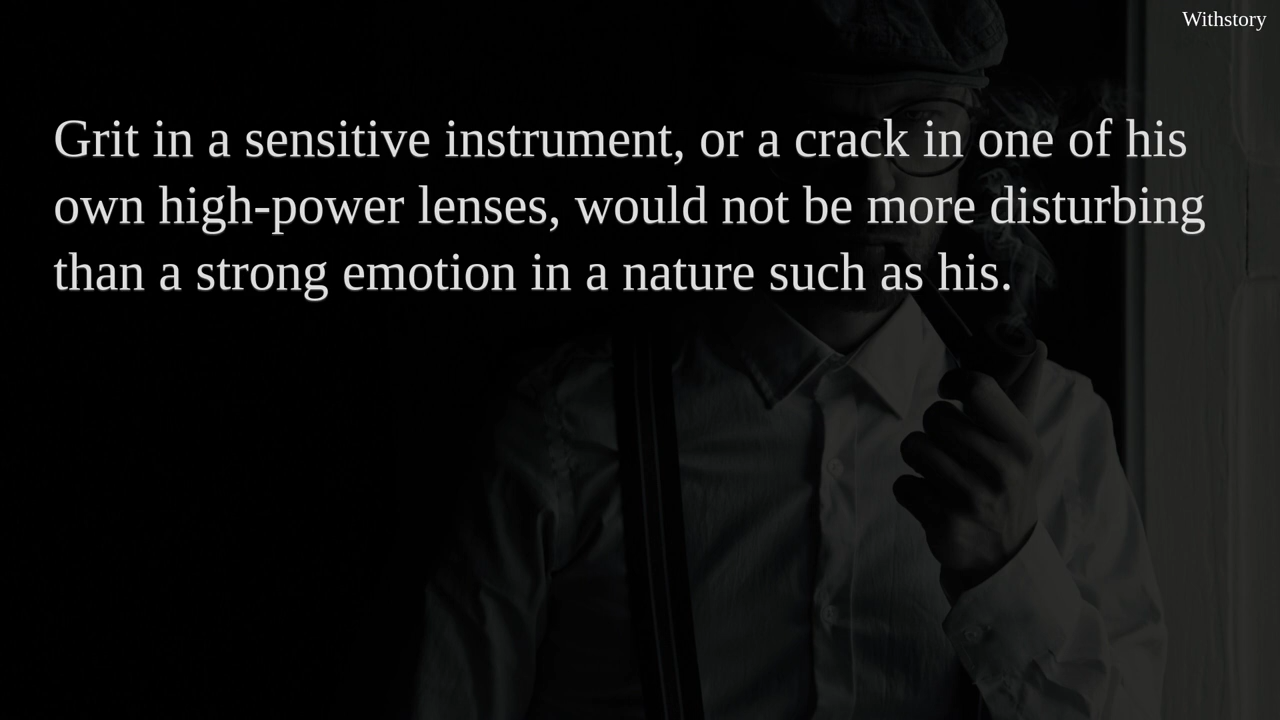 Withstory
Grit in a sensitive instrument, or a crack in one of his
own high-power lenses, would not be more disturbing
than a strong emotion in a nature such as his.